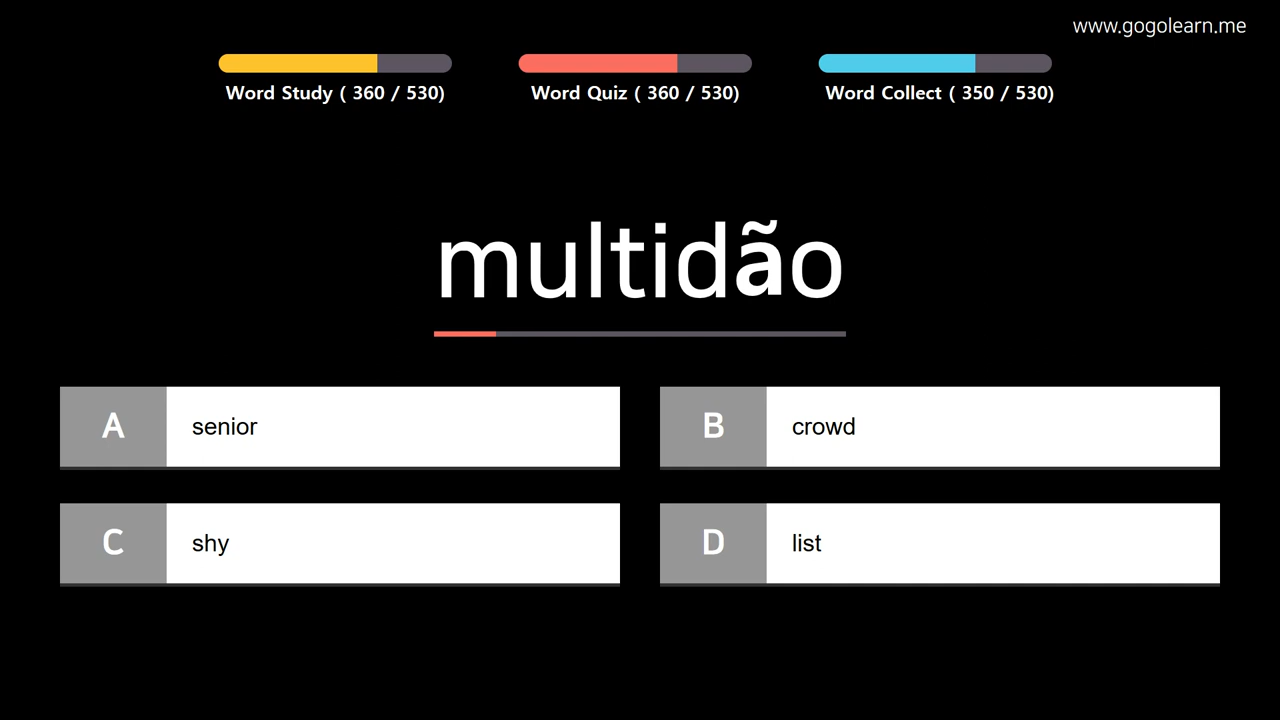 www.gogolearn.me
Word Study ( 360 / 530)
Word Quiz ( 360 / 530)
Word Collect ( 350 / 530)
multidão
A senior
B crowd
C shy
D list